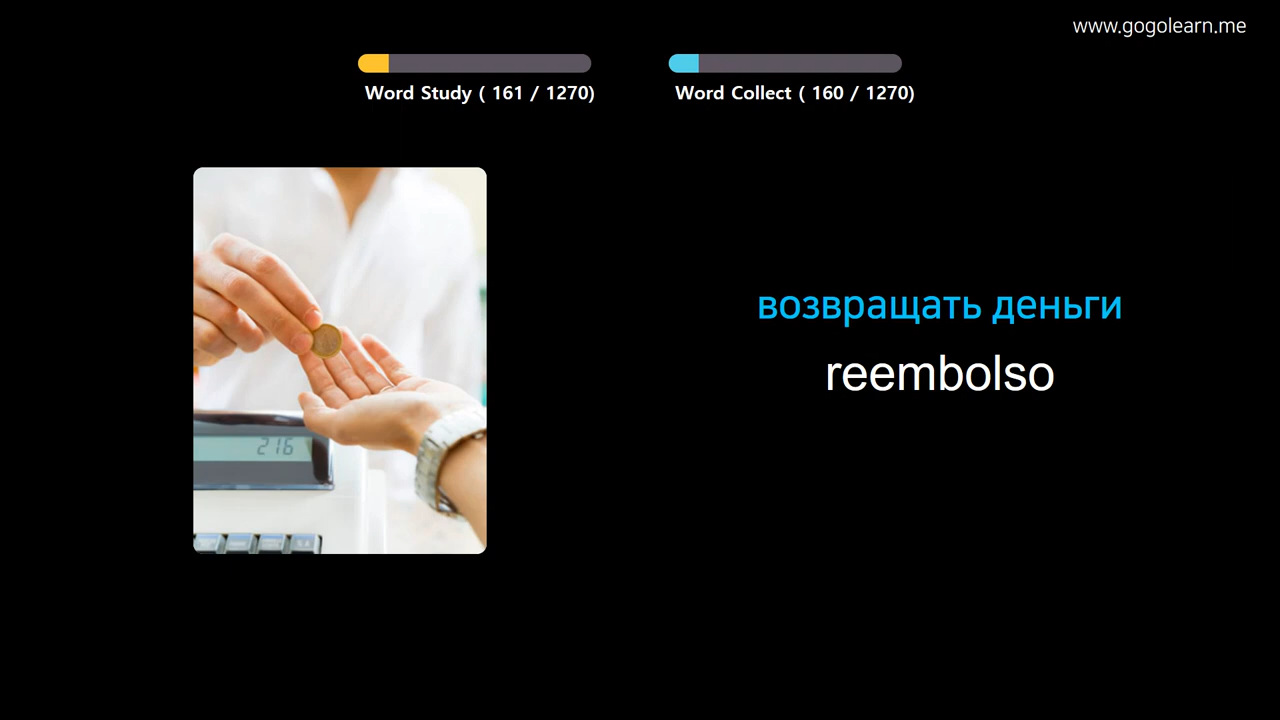 www.gogolearn.me
Word Study ( 161 / 1270)
Word Collect ( 160 / 1270)
возвращать деньги
reembolso
216